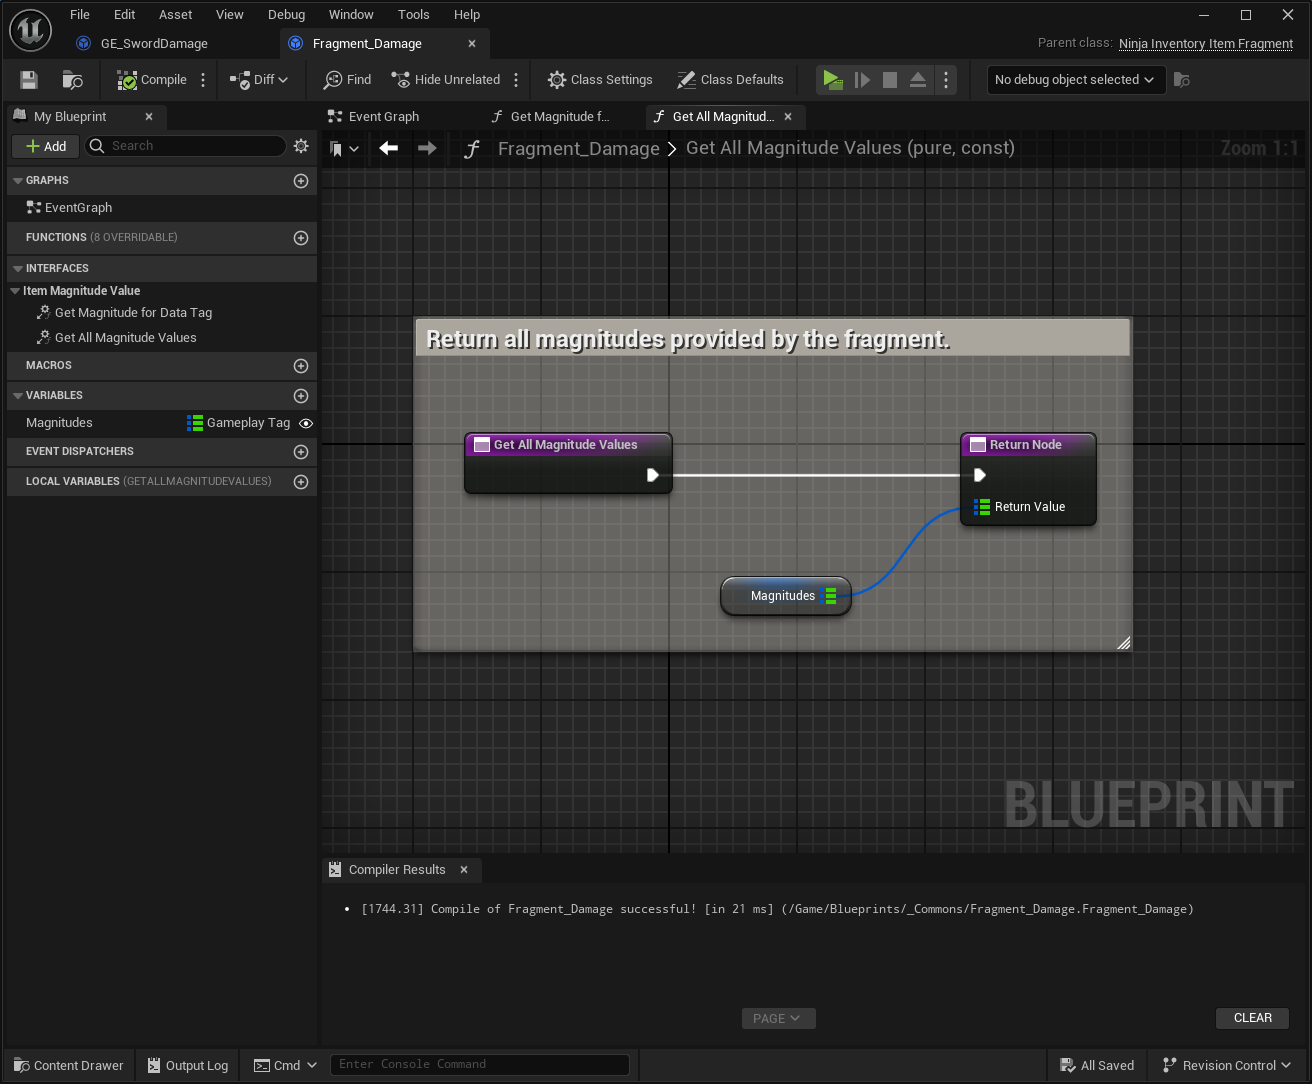 File Edit Asset View Debug Window Tools Help
GE_SwordDamage
Fragment_Damage
Parent class: Ninja Inventory Item Fragment
Compile
Diff
Find
Hide Unrelated
Class Settings
Class Defaults
No debug object selected
My Blueprint
Event Graph
Get Magnitude f...
Get All Magnitud...
Add
Search
Fragment_Damage > Get All Magnitude Values (pure, const)
Zoom 1:1
GRAPHS
EventGraph
FUNCTIONS (8 OVERRIDABLE)
INTERFACES
Item Magnitude Value
Get Magnitude for Data Tag
Get All Magnitude Values
MACROS
VARIABLES
Magnitudes
Gameplay Tag
EVENT DISPATCHERS
LOCAL VARIABLES (GETALLMAGNITUDEVALUES)
Return all magnitudes provided by the fragment.
Get All Magnitude Values
Return Node
Return Value
Magnitudes
BLUEPRINT
Compiler Results
[1744.31] Compile of Fragment_Damage successful! [in 21 ms] (/Game/Blueprints/_Commons/Fragment_Damage.Fragment_Damage)
PAGE
CLEAR
Content Drawer
Output Log
Cmd
Enter Console Command
All Saved
Revision Control